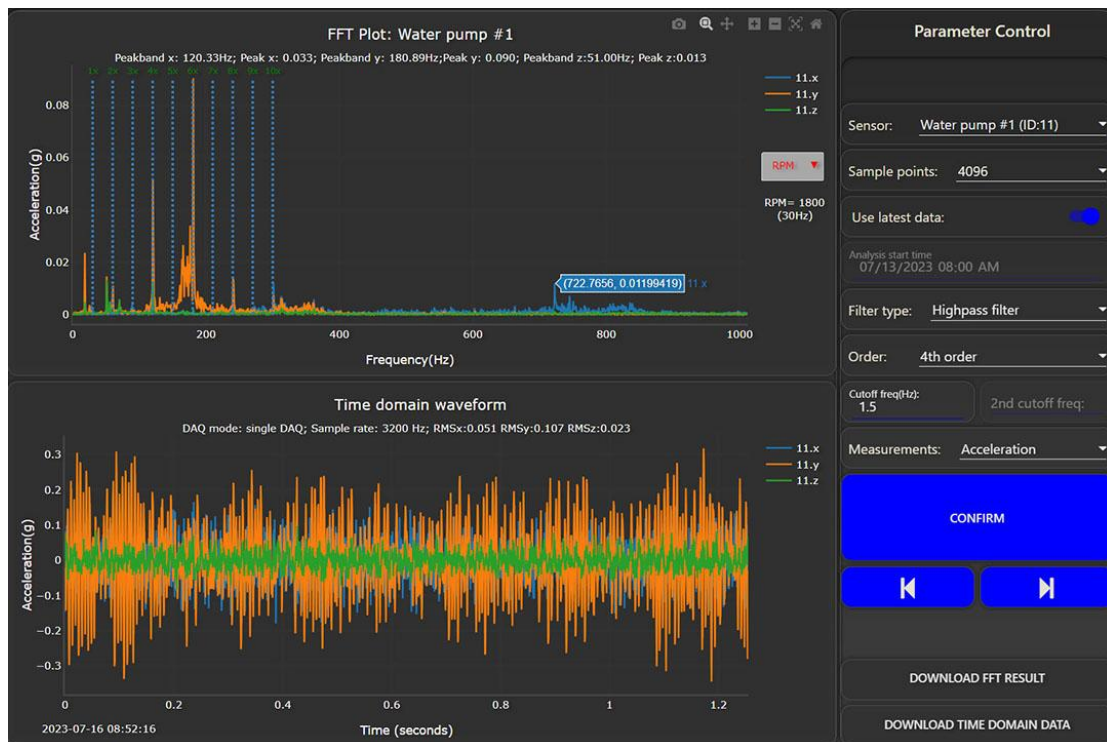 FFT Plot: Water pump #1
Peakband x: 120.33Hz; Peak x: 0.033; Peakband y: 180.89Hz;Peak y: 0.090; Peakband z:51.00Hz; Peak z:0.013
1x 2x 3x 4x 5x 6x 7x 8x 9x 10x
11.x
11.y
11.z
RPM
RPM= 1800
(30Hz)
(722.7656, 0.01199419) 11 x
Acceleration(g)
0.08
0.06
0.04
0.02
0
0 200 400 600 800 1000
Frequency(Hz)
Time domain waveform
DAQ mode: single DAQ; Sample rate: 3200 Hz; RMSx:0.051 RMSy:0.107 RMSz:0.023
11.x
11.y
11.z
Acceleration(g)
0.3
0.2
0.1
0
−0.1
−0.2
−0.3
0 0.2 0.4 0.6 0.8 1 1.2
2023-07-16 08:52:16
Time (seconds)
Parameter Control
Sensor: Water pump #1 (ID:11)
Sample points: 4096
Use latest data:
Analysis start time
07/13/2023 08:00 AM
Filter type: Highpass filter
Order: 4th order
Cutoff freq(Hz):
1.5
2nd cutoff freq:
Measurements: Acceleration
CONFIRM
DOWNLOAD FFT RESULT
DOWNLOAD TIME DOMAIN DATA